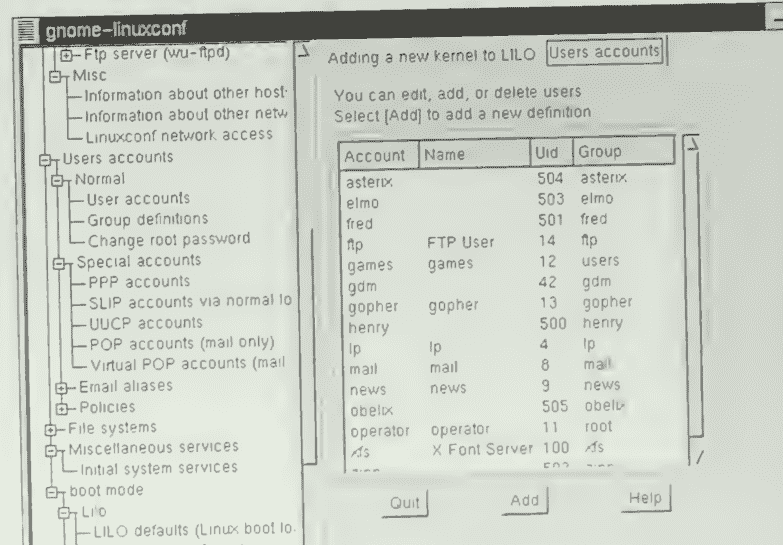 gnome-linuxconf
Ftp server (wu-ftpd)
Misc
Information about other host
Information about other netw
Linuxconf network access
Users accounts
Normal
User accounts
Group definitions
Change root password
Special accounts
PPP accounts
SLIP accounts via normal lo
UUCP accounts
POP accounts (mail only)
Virtual POP accounts (mail
Email aliases
Policies
File systems
Miscellaneous services
Initial system services
boot mode
Lilo
LILO defaults (Linux boot lo.
Adding a new kernel to LILO Users accounts
You can edit, add, or delete users
Select [Add] to add a new definition
Account Name Uid Group
asterix 504 asterix
elmo 503 elmo
fred 501 fred
ftp FTP User 14 ftp
games games 12 users
gdm 42 gdm
gopher gopher 13 gopher
henry 500 henry
lp lp 4 lp
mail mail 8 mail
news news 9 news
obelix 505 obelix
operator operator 11 root
xfs X Font Server 100 xfs
Quit Add Help